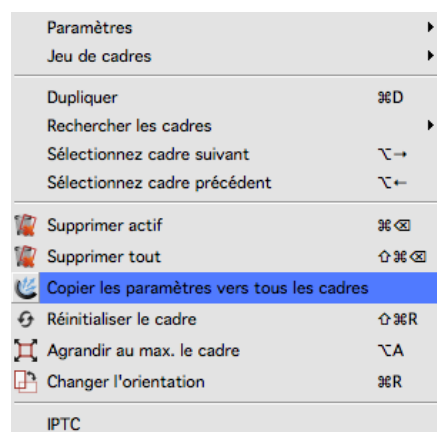 Paramètres
Jeu de cadres
Dupliquer ⌘D
Rechercher les cadres
Sélectionnez cadre suivant ⌥→
Sélectionnez cadre précédent ⌥←
Supprimer actif ⌘⌫
Supprimer tout ⇧⌘⌫
Copier les paramètres vers tous les cadres
Réinitialiser le cadre ⇧⌘R
Agrandir au max. le cadre ⌥A
Changer l'orientation ⌘R
IPTC